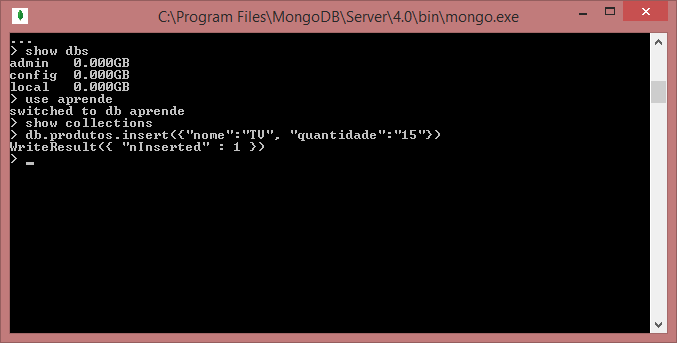 C:\Program Files\MongoDB\Server\4.0\bin\mongo.exe
...
> show dbs
admin   0.000GB
config  0.000GB
local   0.000GB
> use aprende
switched to db aprende
> show collections
> db.produtos.insert({"nome":"TV", "quantidade":"15"})
WriteResult({ "nInserted" : 1 })
> _